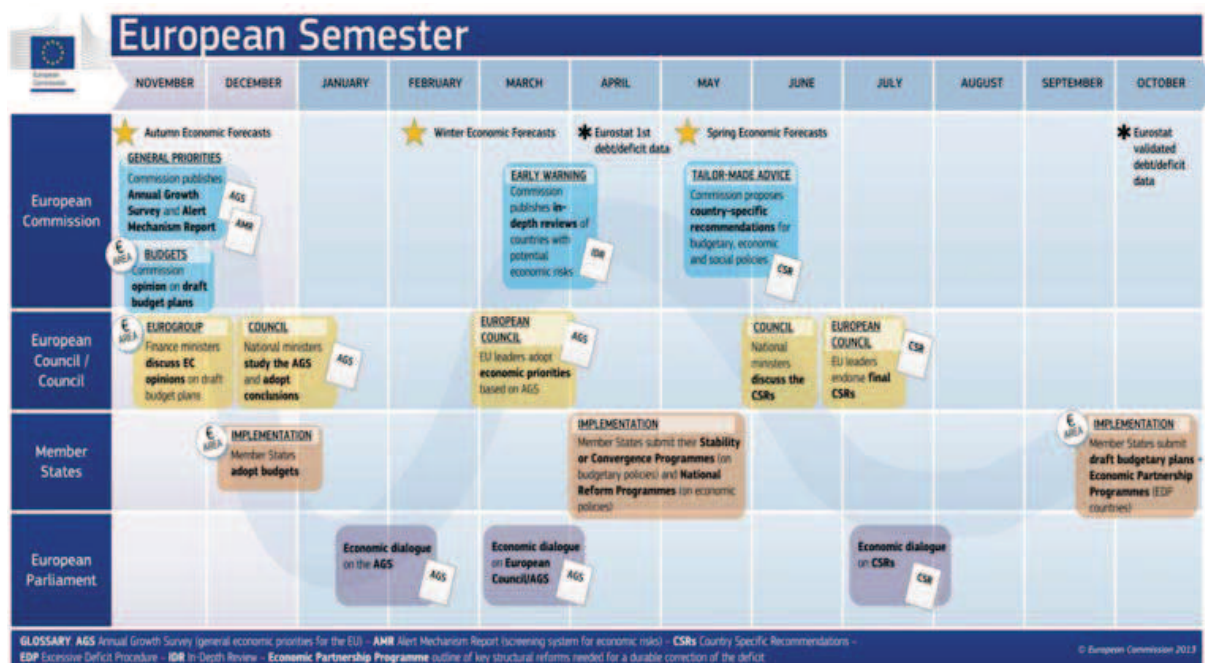 European Semester
European
Commission
NOVEMBER
DECEMBER
JANUARY
FEBRUARY
MARCH
APRIL
MAY
JUNE
JULY
AUGUST
SEPTEMBER
OCTOBER
European
Commission
Autumn Economic Forecasts
GENERAL PRIORITIES
Commission publishes
Annual Growth
Survey and Alert
Mechanism Report
AGS
AMR
€
AREA
BUDGETS
Commission
opinion on draft
budget plans
Winter Economic Forecasts
EARLY WARNING
Commission
publishes in-
depth reviews of
countries with
potential
economic risks
IDR
Eurostat 1st
debt/deficit data
Spring Economic Forecasts
TAILOR-MADE ADVICE
Commission proposes
country-specific
recommendations for
budgetary, economic
and social policies
CSR
Eurostat
validated
debt/deficit
data
European
Council /
Council
€
AREA
EUROGROUP
Finance ministers
discuss EC
opinions on draft
budget plans
COUNCIL
National ministers
study the AGS
and adopt
conclusions
AGS
EUROPEAN
COUNCIL
EU leaders adopt
economic priorities
based on AGS
AGS
COUNCIL
National
ministers
discuss the
CSRs
EUROPEAN
COUNCIL
EU leaders
endorse final
CSRs
CSR
Member
States
€
AREA
IMPLEMENTATION
Member States
adopt budgets
IMPLEMENTATION
Member States submit their Stability
or Convergence Programmes (on
budgetary policies) and National
Reform Programmes (on economic
policies)
€
AREA
IMPLEMENTATION
Member States submit
draft budgetary plans +
Economic Partnership
Programmes (EDP
countries)
European
Parliament
Economic dialogue
on the AGS
AGS
Economic dialogue
on European
Council/AGS
AGS
Economic dialogue
on CSRs
CSR
GLOSSARY AGS Annual Growth Survey (general economic priorities for the EU) – AMR Alert Mechanism Report (screening system for economic risks) – CSRs Country Specific Recommendations –
EDP Excessive Deficit Procedure – IDR In-Depth Review – Economic Partnership Programme outline of key structural reforms needed for a durable correction of the deficit
© European Commission 2013